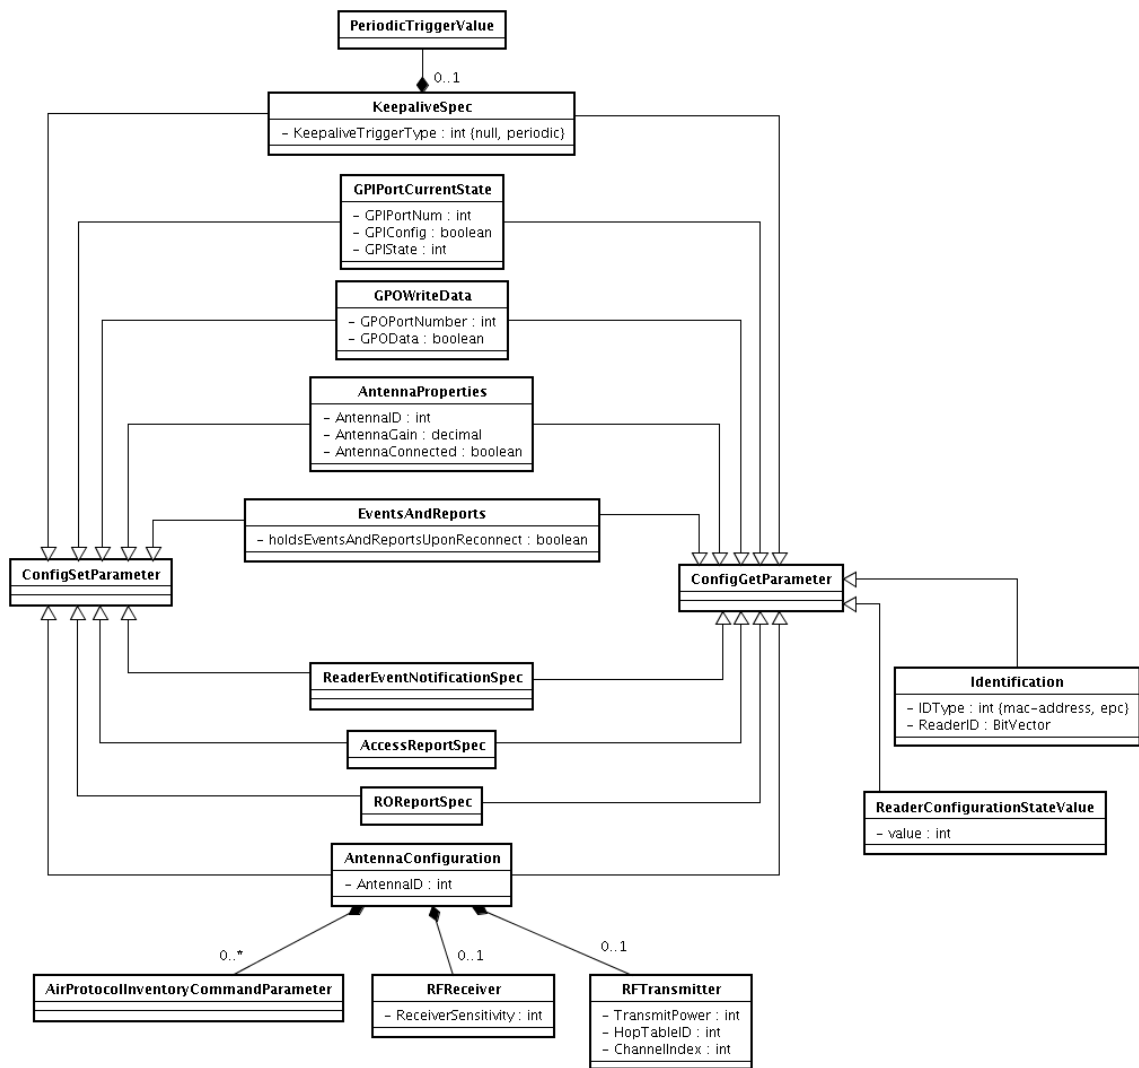 PeriodicTriggerValue
0..1
KeepaliveSpec
- KeepaliveTriggerType : int {null, periodic}
GPIPortCurrentState
- GPIPortNum : int
- GPIConfig : boolean
- GPIState : int
GPOWriteData
- GPOPortNumber : int
- GPOData : boolean
AntennaProperties
- AntennaID : int
- AntennaGain : decimal
- AntennaConnected : boolean
EventsAndReports
- holdsEventsAndReportsUponReconnect : boolean
ConfigSetParameter
ConfigGetParameter
ReaderEventNotificationSpec
Identification
- IDType : int {mac-address, epc}
- ReaderID : BitVector
AccessReportSpec
ROReportSpec
ReaderConfigurationStateValue
- value : int
AntennaConfiguration
- AntennaID : int
0..*
0..1
0..1
AirProtocolInventoryCommandParameter
RFReceiver
- ReceiverSensitivity : int
RFTransmitter
- TransmitPower : int
- HopTableID : int
- ChannelIndex : int